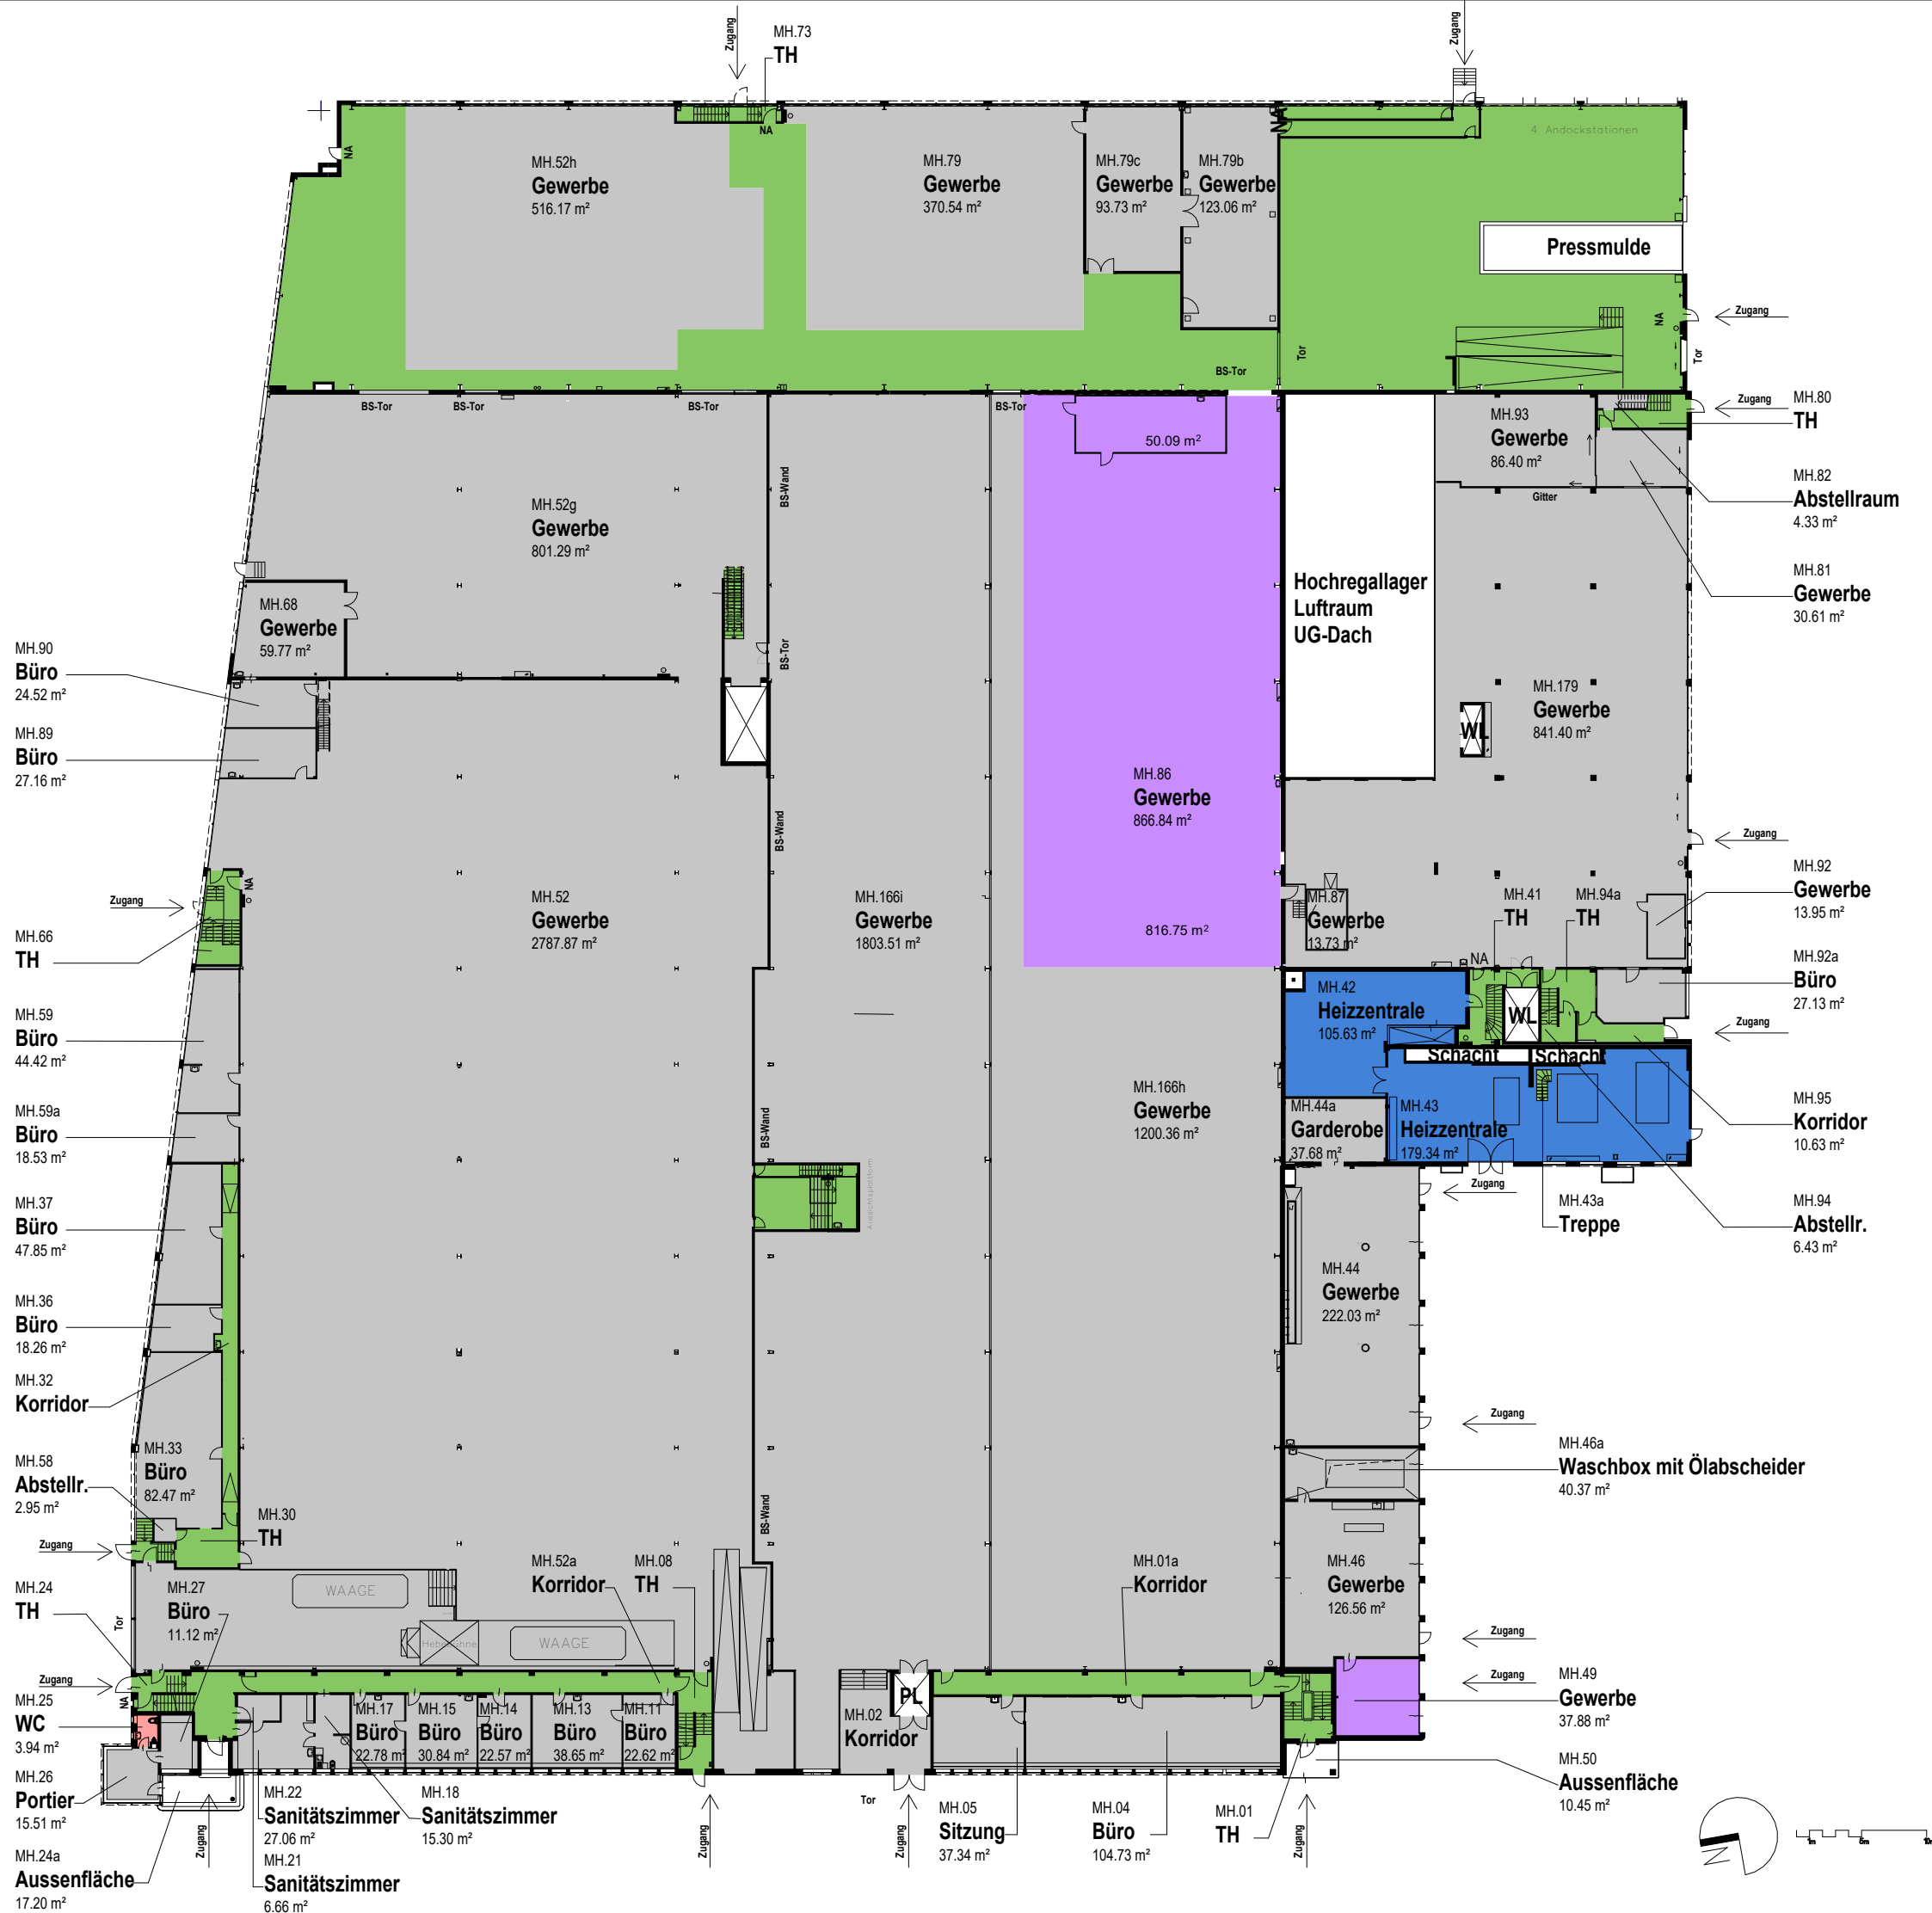 Zugang
MH.73
TH
Zugang
NA
NA
NA
4 Andockstationen
MH.52h
Gewerbe
516.17 m²
MH.79
Gewerbe
370.54 m²
MH.79c
Gewerbe
93.73 m²
MH.79b
Gewerbe
123.06 m²
Pressmulde
Zugang
NA
Tor
Tor
BS-Tor
BS-Tor
BS-Tor
BS-Tor
BS-Tor
MH.93
Gewerbe
86.40 m²
Zugang
MH.80
TH
50.09 m²
BS-Wand
Gitter
MH.82
Abstellraum
4.33 m²
MH.52g
Gewerbe
801.29 m²
Hochregallager
Luftraum
UG-Dach
MH.81
Gewerbe
30.61 m²
MH.68
Gewerbe
59.77 m²
BS-Tor
MH.90
Büro
24.52 m²
MH.179
Gewerbe
841.40 m²
WL
MH.89
Büro
27.16 m²
MH.86
Gewerbe
866.84 m²
BS-Wand
Zugang
MH.92
Gewerbe
13.95 m²
NA
Zugang
MH.52
Gewerbe
2787.87 m²
MH.166i
Gewerbe
1803.51 m²
816.75 m²
MH.87
Gewerbe
13.73 m²
MH.41
TH
MH.94a
TH
MH.66
TH
NA
MH.92a
Büro
27.13 m²
MH.42
Heizzentrale
105.63 m²
WL
Zugang
MH.59
Büro
44.42 m²
Schacht
Schacht
MH.59a
Büro
18.53 m²
BS-Wand
MH.166h
Gewerbe
1200.36 m²
MH.44a
Garderobe
37.68 m²
MH.43
Heizzentrale
179.34 m²
MH.95
Korridor
10.63 m²
Aussichtsplattform
Zugang
MH.43a
Treppe
MH.94
Abstellr.
6.43 m²
MH.37
Büro
47.85 m²
MH.44
Gewerbe
222.03 m²
MH.36
Büro
18.26 m²
MH.32
Korridor
Zugang
MH.33
Büro
82.47 m²
MH.46a
Waschbox mit Ölabscheider
40.37 m²
MH.58
Abstellr.
2.95 m²
MH.30
TH
BS-Wand
Zugang
MH.52a
Korridor
MH.08
TH
MH.01a
Korridor
MH.46
Gewerbe
126.56 m²
MH.24
TH
MH.27
Büro
11.12 m²
WAAGE
Tor
Hebebühne
WAAGE
Zugang
Zugang
NA
Zugang
MH.49
Gewerbe
37.88 m²
MH.25
WC
3.94 m²
PL
MH.17
Büro
22.78 m²
MH.15
Büro
30.84 m²
MH.14
Büro
22.57 m²
MH.13
Büro
38.65 m²
MH.11
Büro
22.62 m²
MH.02
Korridor
MH.50
Aussenfläche
10.45 m²
MH.26
Portier
15.51 m²
MH.22
Sanitätszimmer
27.06 m²
MH.18
Sanitätszimmer
15.30 m²
Tor
MH.05
Sitzung
37.34 m²
MH.04
Büro
104.73 m²
MH.01
TH
Zugang
Zugang
Zugang
Zugang
MH.24a
Aussenfläche
17.20 m²
MH.21
Sanitätszimmer
6.66 m²
N
1m
5m
10m